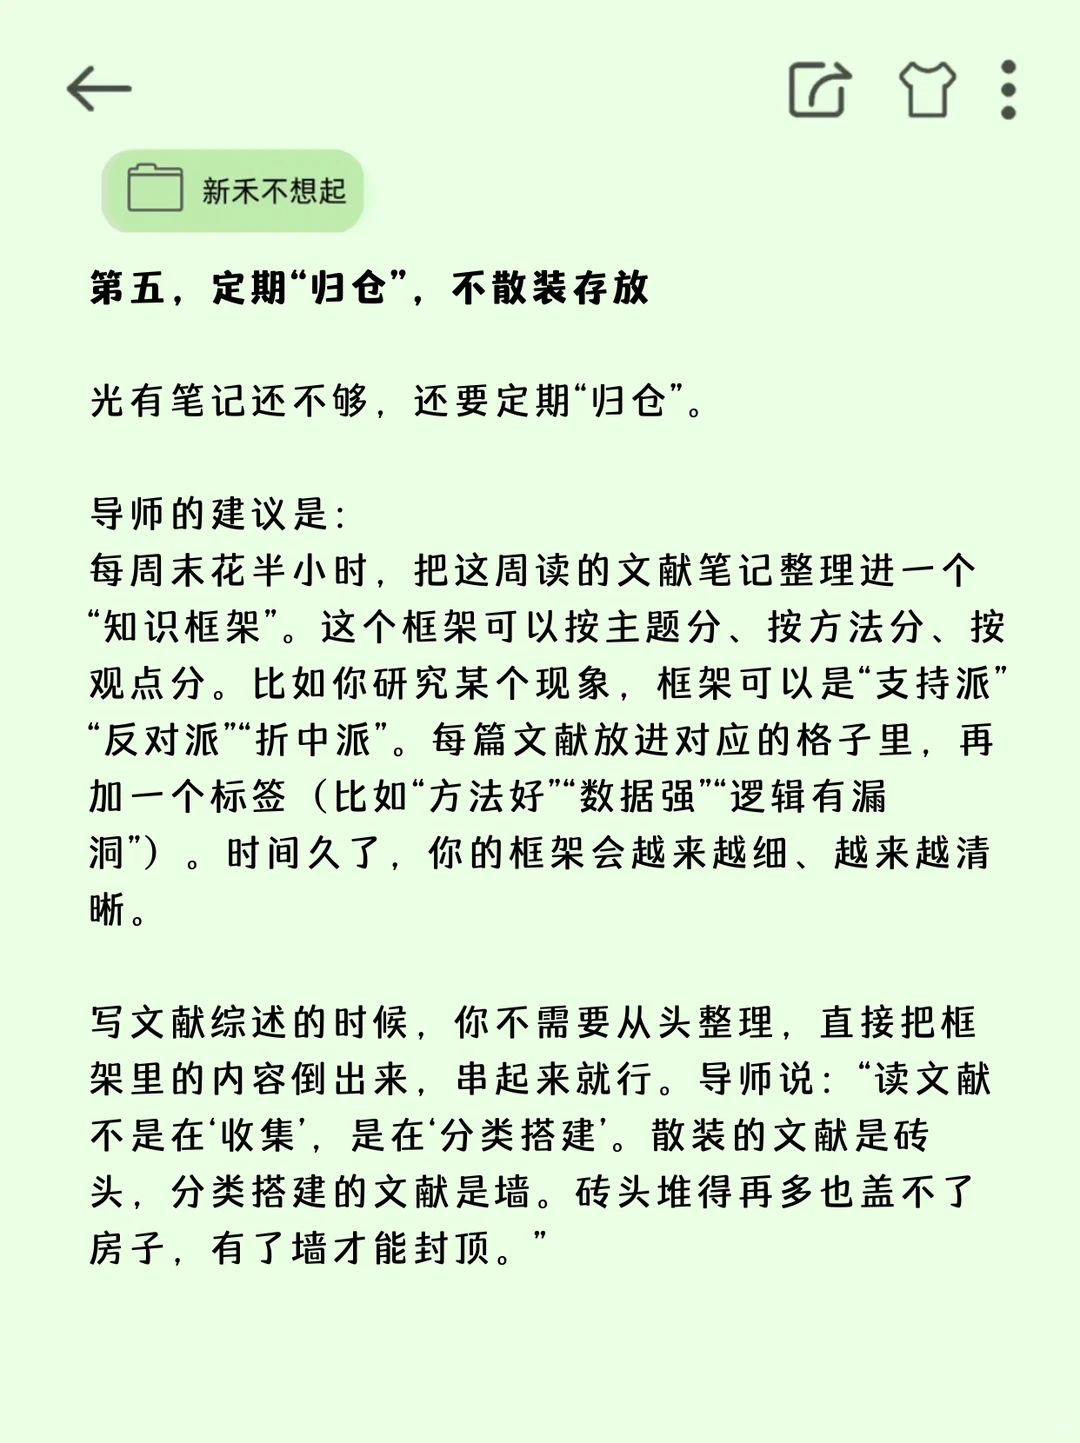 新禾不想起
第五，定期“归仓”，不散装存放
光有笔记还不够，还要定期“归仓”。
导师的建议是：
每周末花半小时，把这周读的文献笔记整理进一个
“知识框架”。这个框架可以按主题分、按方法分、按
观点分。比如你研究某个现象，框架可以是“支持派”
“反对派”“折中派”。每篇文献放进对应的格子里，再
加一个标签（比如“方法好”“数据强”“逻辑有漏
洞”）。时间久了，你的框架会越来越细、越来越清
晰。
写文献综述的时候，你不需要从头整理，直接把框
架里的内容倒出来，串起来就行。导师说：“读文献
不是在‘收集’，是在‘分类搭建’。散装的文献是砖
头，分类搭建的文献是墙。砖头堆得再多也盖不了
房子，有了墙才能封顶。”